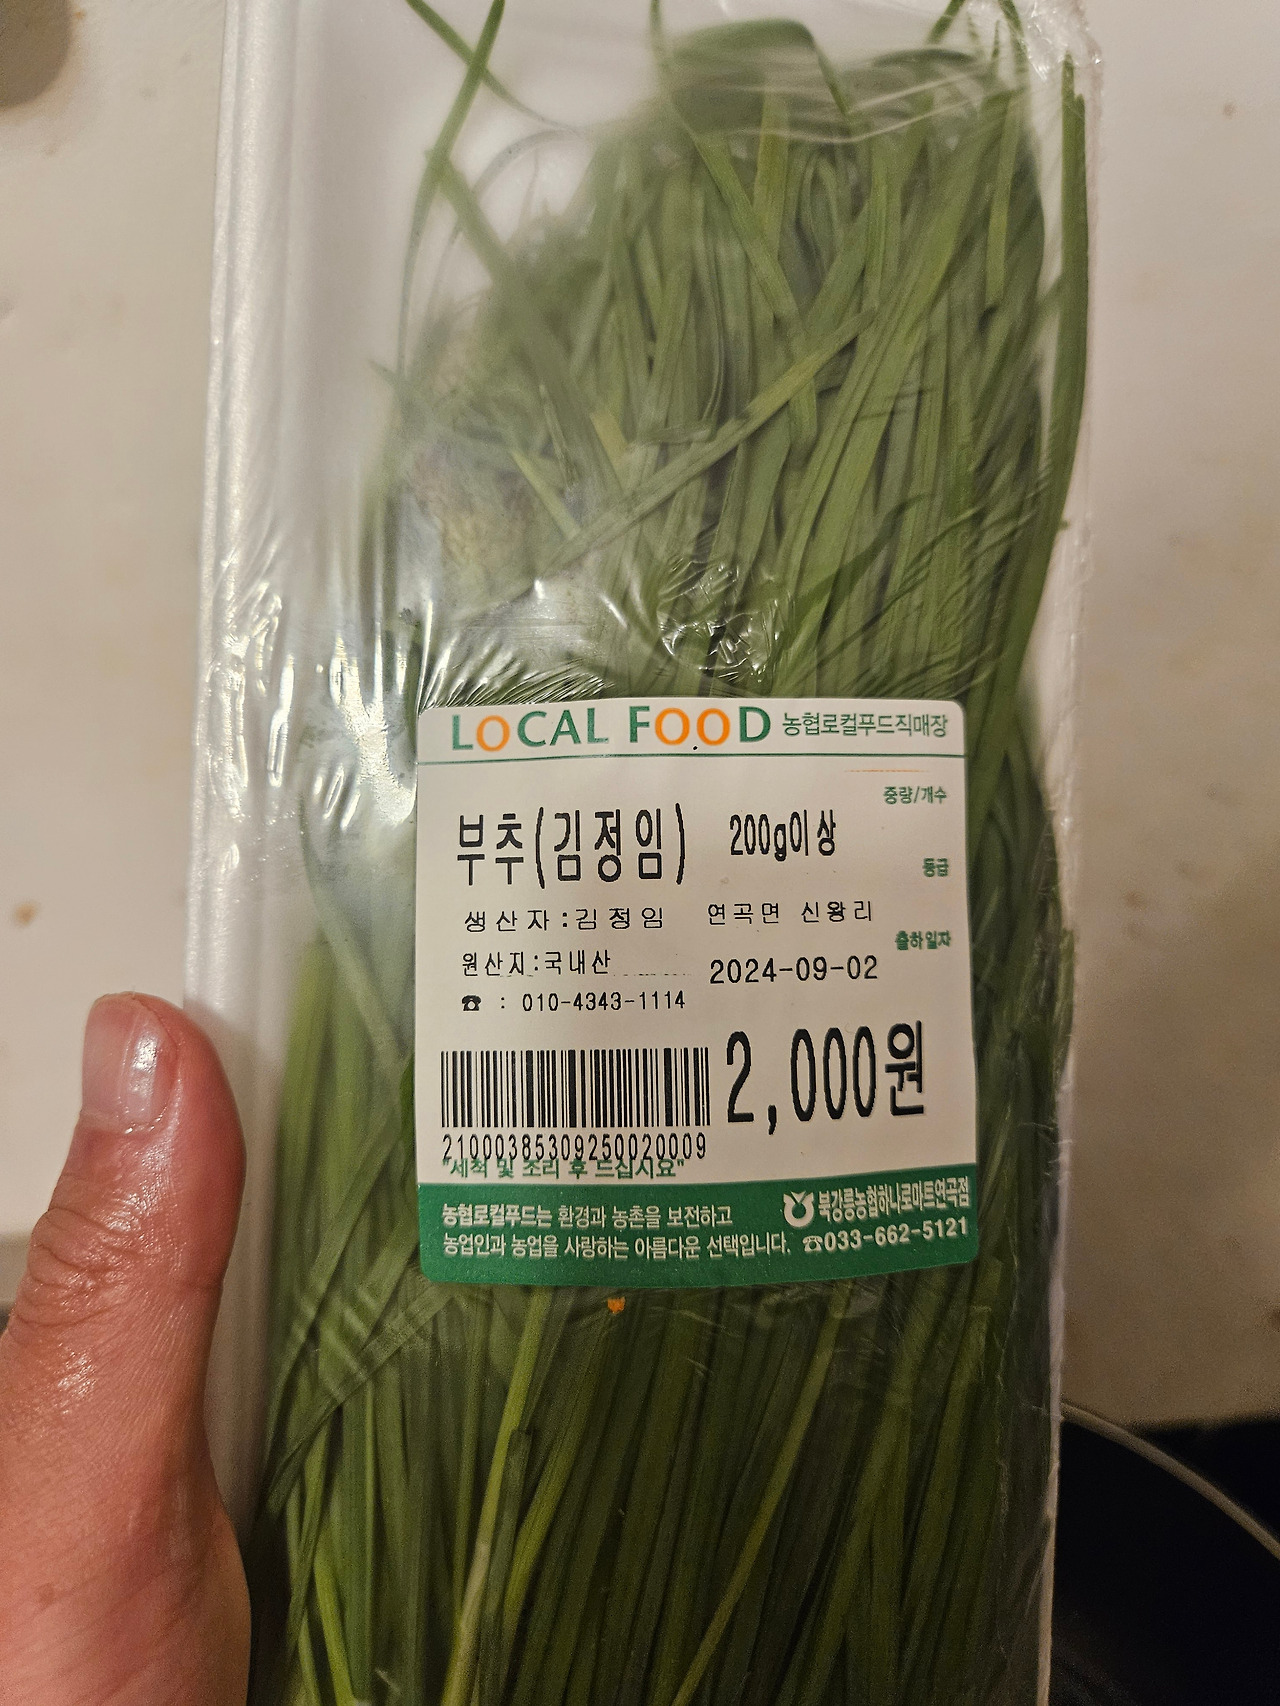 LOCAL FOOD 농협로컬푸드직매장
중량/개수
부추(김정임) 200g이상
등급
생산자:김정임 연곡면 신왕리
출하일자
원산지:국내산 2024-09-02
☎ : 010-4343-1114
2,000원
21000385309250020009
"세척 및 조리 후 드십시요"
농협로컬푸드는 환경과 농촌을 보전하고
농업인과 농업을 사랑하는 아름다운 선택입니다.
북강릉농협하나로마트연곡점
☎033-662-5121